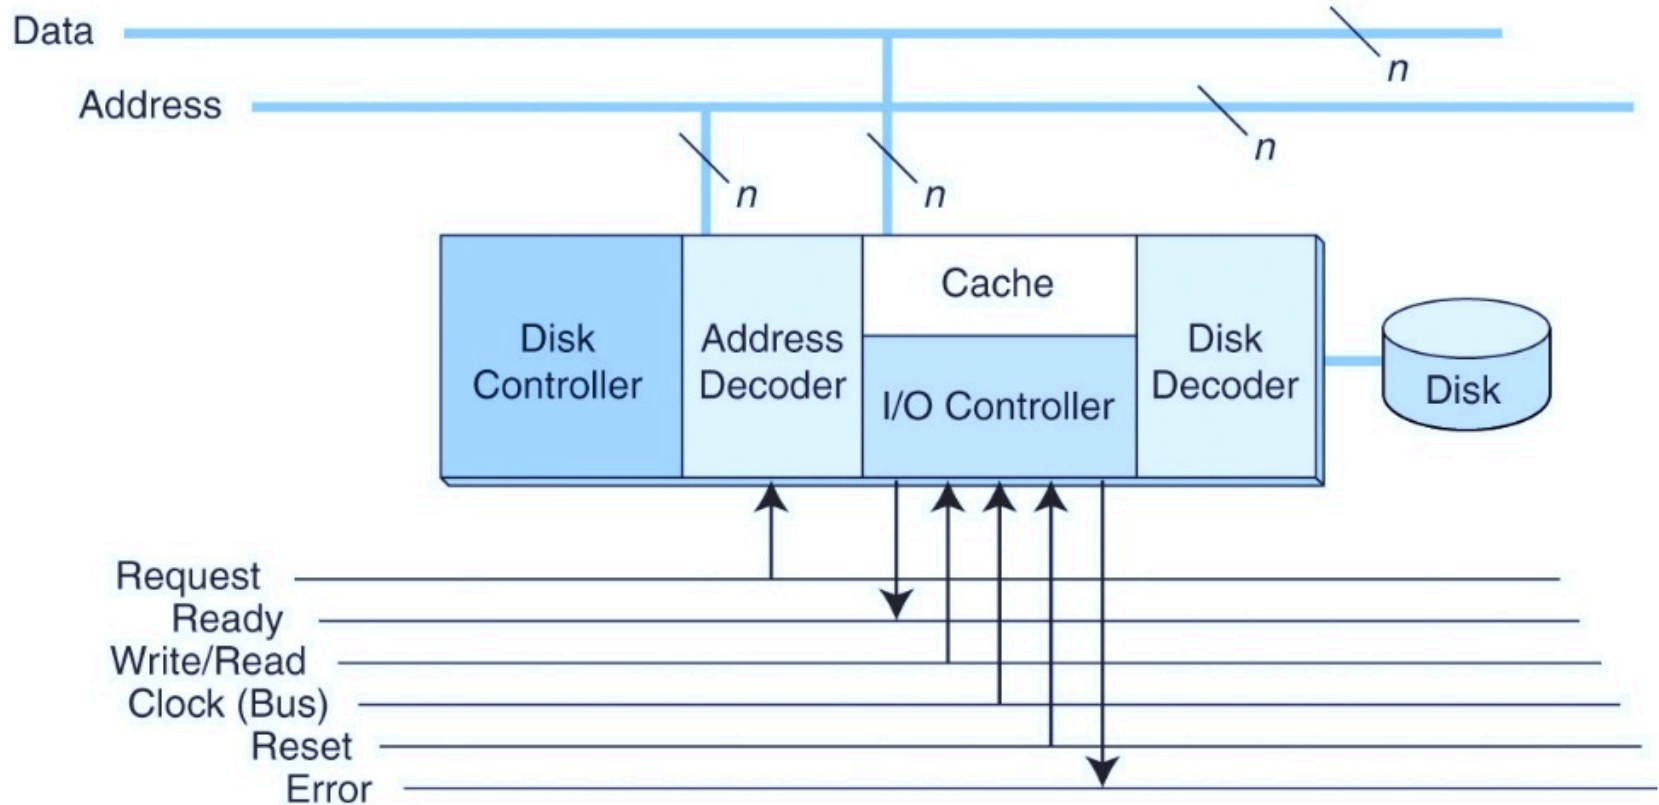 Data
n
Address
n
n
n
Disk
Controller
Address
Decoder
Cache
I/O Controller
Disk
Decoder
Disk
Request
Ready
Write/Read
Clock (Bus)
Reset
Error